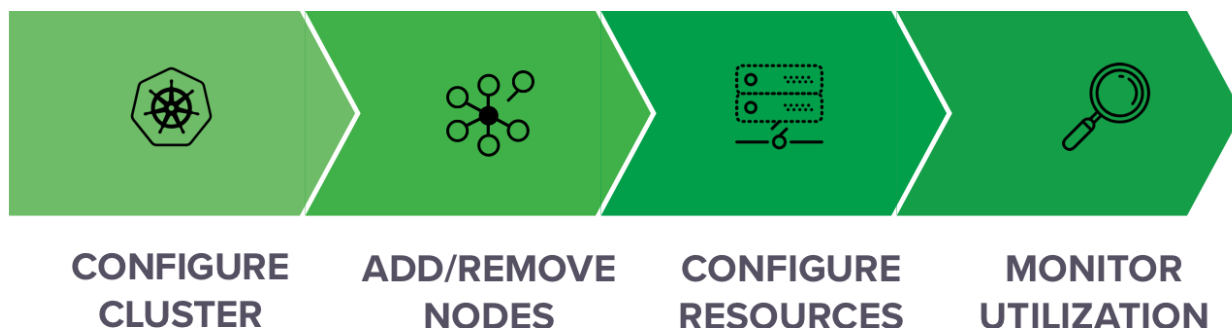 CONFIGURE
CLUSTER
ADD/REMOVE
NODES
CONFIGURE
RESOURCES
MONITOR
UTILIZATION